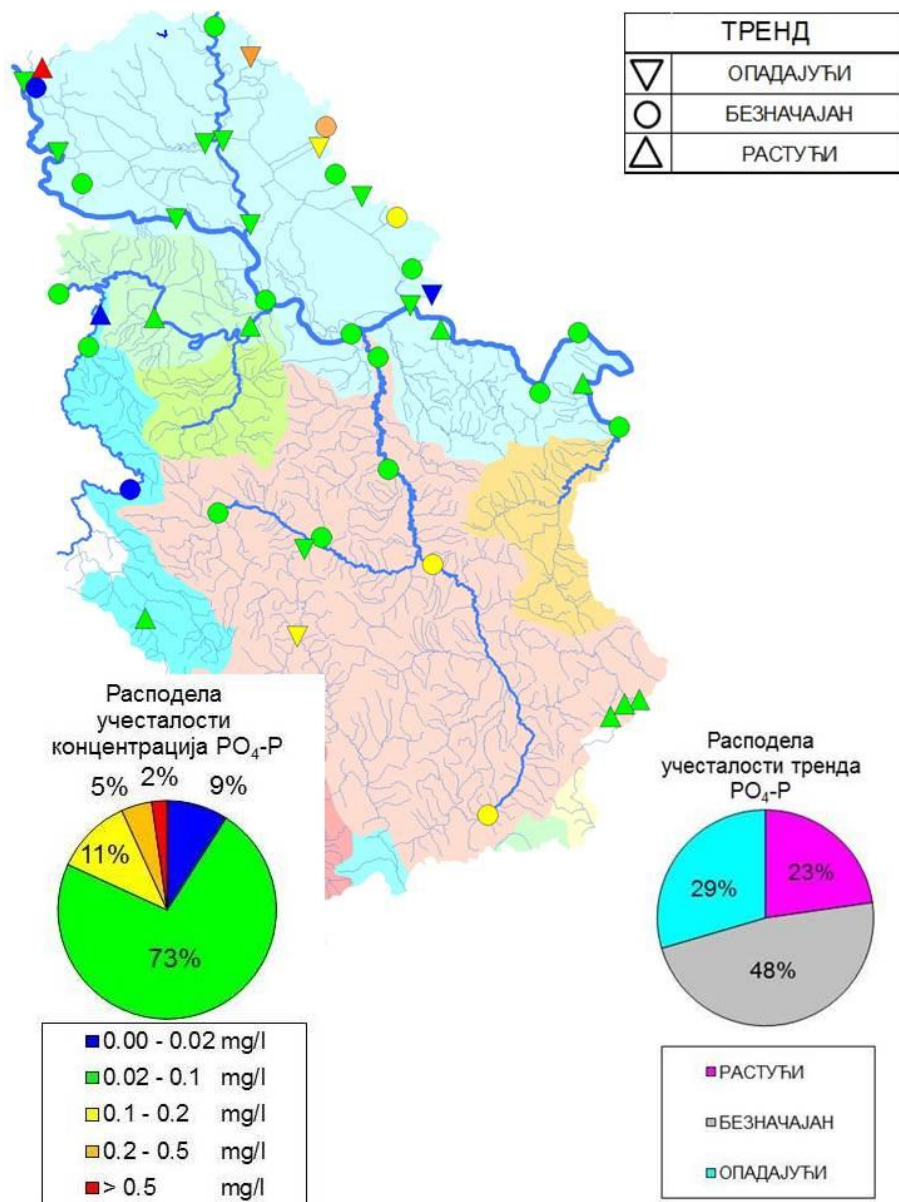 ТРЕНД
ОПАДАЈУЋИ
БЕЗНАЧАЈАН
РАСТУЋИ
Расподела
учесталости
концентрација PO₄-P
5%
2%
9%
11%
73%
0.00 - 0.02 mg/l
0.02 - 0.1 mg/l
0.1 - 0.2 mg/l
0.2 - 0.5 mg/l
> 0.5 mg/l
Расподела
учесталости тренда
PO₄-P
29%
23%
48%
РАСТУЋИ
БЕЗНАЧАЈАН
ОПАДАЈУЋИ